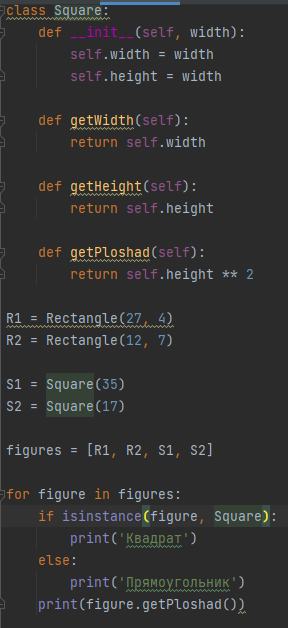 class Square:
    def __init__(self, width):
        self.width = width
        self.height = width

    def getWidth(self):
        return self.width

    def getHeight(self):
        return self.height

    def getPloshad(self):
        return self.height ** 2

R1 = Rectangle(27, 4)
R2 = Rectangle(12, 7)

S1 = Square(35)
S2 = Square(17)

figures = [R1, R2, S1, S2]

for figure in figures:
    if isinstance(figure, Square):
        print('Квадрат')
    else:
        print('Прямоугольник')
    print(figure.getPloshad())